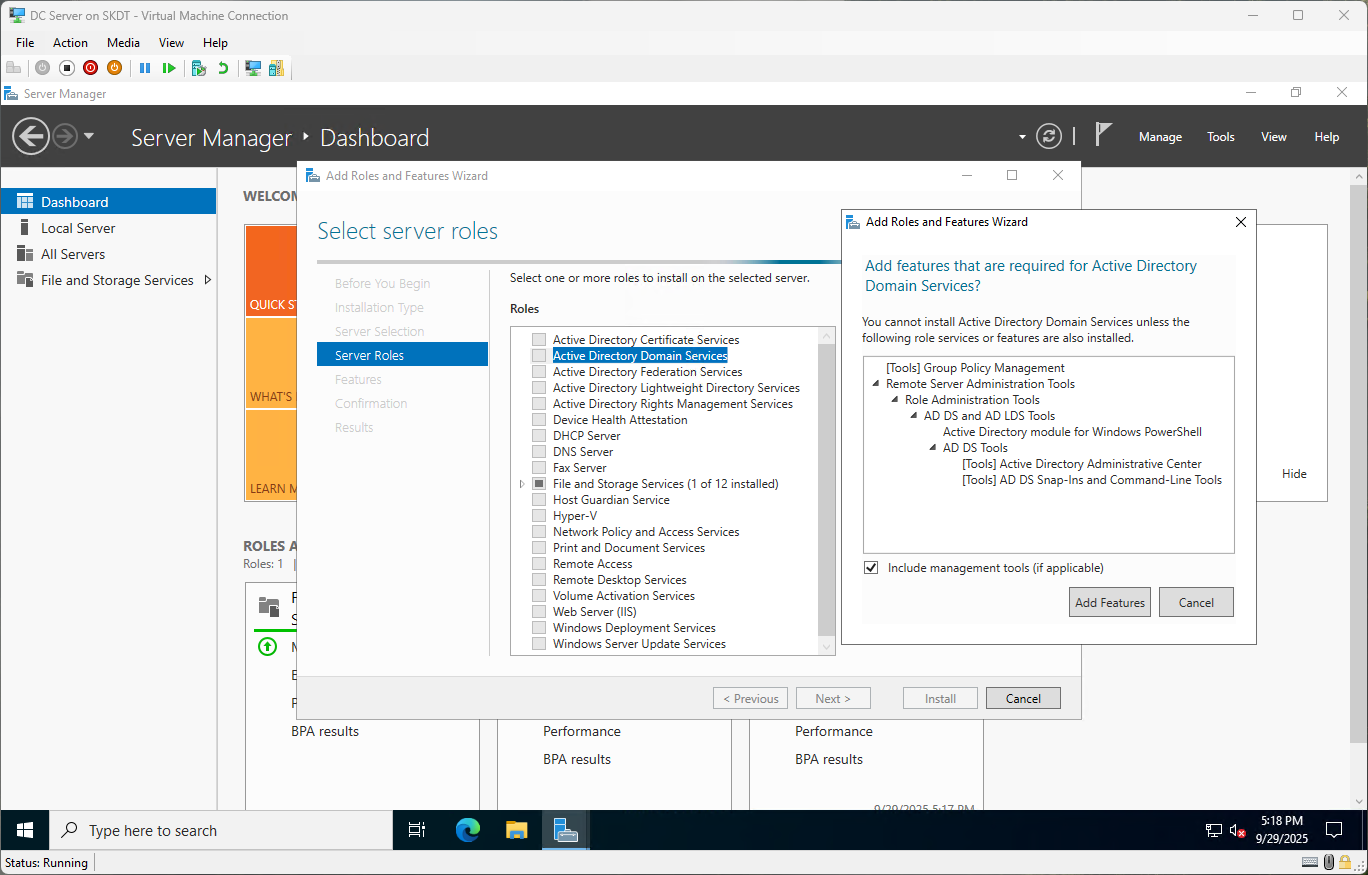 DC Server on SKDT - Virtual Machine Connection
File Action Media View Help
Server Manager
Server Manager ‣ Dashboard
Manage Tools View Help
Dashboard
Local Server
All Servers
File and Storage Services
WELCOM
QUICK ST
WHAT'S
LEARN M
ROLES A
Roles: 1 |
BPA results
Performance
BPA results
Performance
BPA results
9/29/2025 5:17 PM
Hide
Add Roles and Features Wizard
Select server roles
Before You Begin
Installation Type
Server Selection
Server Roles
Features
Confirmation
Results
Select one or more roles to install on the selected server.
Roles
Active Directory Certificate Services
Active Directory Domain Services
Active Directory Federation Services
Active Directory Lightweight Directory Services
Active Directory Rights Management Services
Device Health Attestation
DHCP Server
DNS Server
Fax Server
File and Storage Services (1 of 12 installed)
Host Guardian Service
Hyper-V
Network Policy and Access Services
Print and Document Services
Remote Access
Remote Desktop Services
Volume Activation Services
Web Server (IIS)
Windows Deployment Services
Windows Server Update Services
< Previous Next > Install Cancel
Add Roles and Features Wizard
Add features that are required for Active Directory
Domain Services?
You cannot install Active Directory Domain Services unless the
following role services or features are also installed.
[Tools] Group Policy Management
Remote Server Administration Tools
Role Administration Tools
AD DS and AD LDS Tools
Active Directory module for Windows PowerShell
AD DS Tools
[Tools] Active Directory Administrative Center
[Tools] AD DS Snap-Ins and Command-Line Tools
Include management tools (if applicable)
Add Features Cancel
Type here to search
5:18 PM
9/29/2025
Status: Running